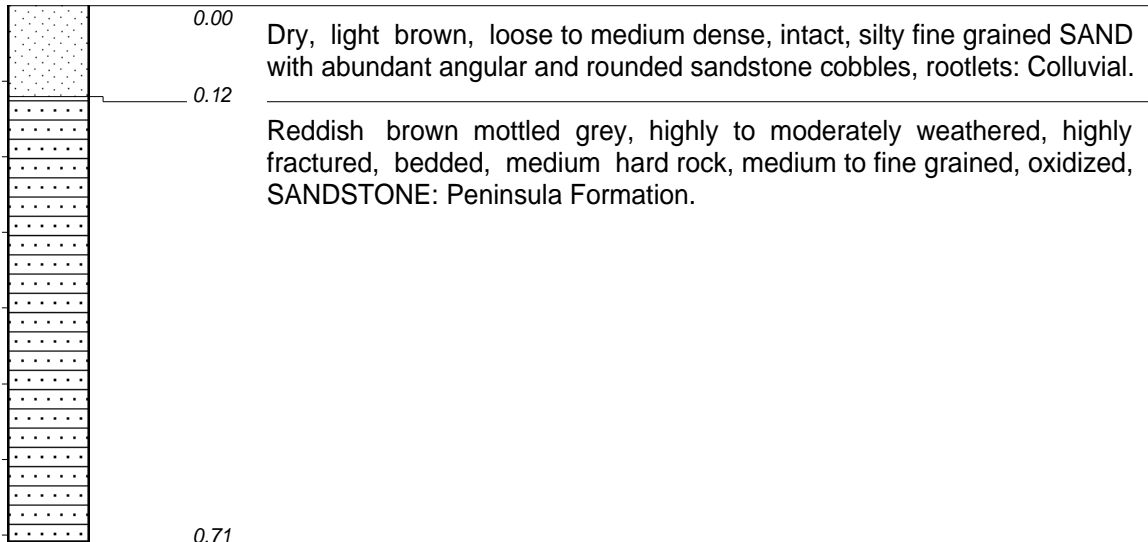 0.00
Dry, light brown, loose to medium dense, intact, silty fine grained SAND
with abundant angular and rounded sandstone cobbles, rootlets: Colluvial.
0.12
Reddish brown mottled grey, highly to moderately weathered, highly
fractured, bedded, medium hard rock, medium to fine grained, oxidized,
SANDSTONE: Peninsula Formation.
0.71